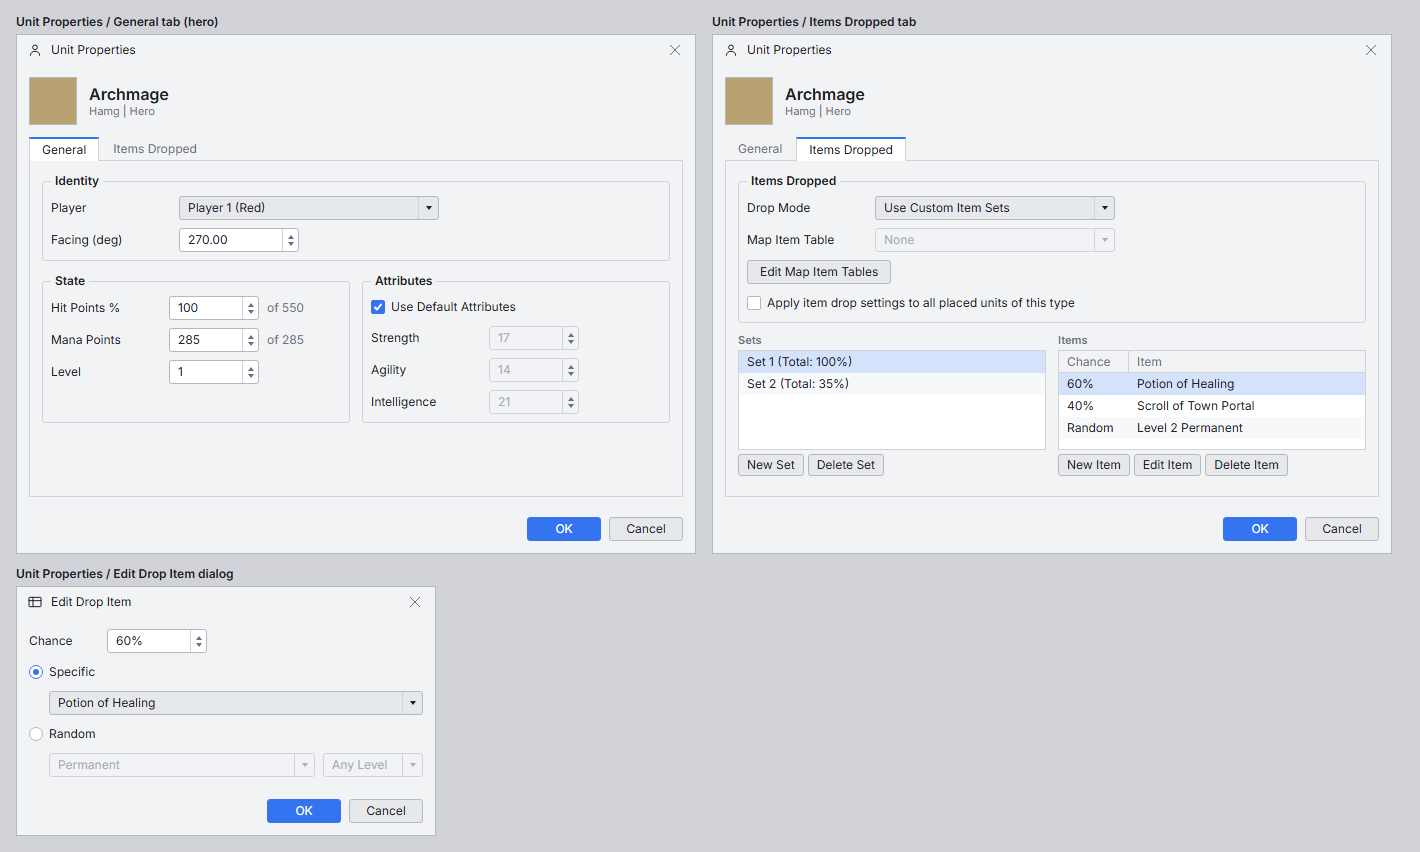 Unit Properties / General tab (hero)
Unit Properties
Archmage
Hamg | Hero
General
Items Dropped
Identity
Player
Player 1 (Red)
Facing (deg)
270.00
State
Hit Points %
100
of 550
Mana Points
285
of 285
Level
1
Attributes
Use Default Attributes
Strength
17
Agility
14
Intelligence
21
OK
Cancel
Unit Properties / Items Dropped tab
Unit Properties
Archmage
Hamg | Hero
General
Items Dropped
Items Dropped
Drop Mode
Use Custom Item Sets
Map Item Table
None
Edit Map Item Tables
Apply item drop settings to all placed units of this type
Sets
Set 1 (Total: 100%)
Set 2 (Total: 35%)
New Set
Delete Set
Items
Chance
Item
60%
Potion of Healing
40%
Scroll of Town Portal
Random
Level 2 Permanent
New Item
Edit Item
Delete Item
OK
Cancel
Unit Properties / Edit Drop Item dialog
Edit Drop Item
Chance
60%
Specific
Potion of Healing
Random
Permanent
Any Level
OK
Cancel